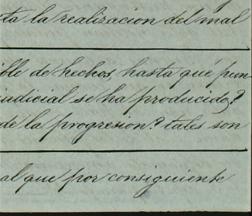 ta la realizacion del mal
ble de hechos, hasta qué pun
udicial se ha producido?
de la progresion? tales son
al que por consiguiente